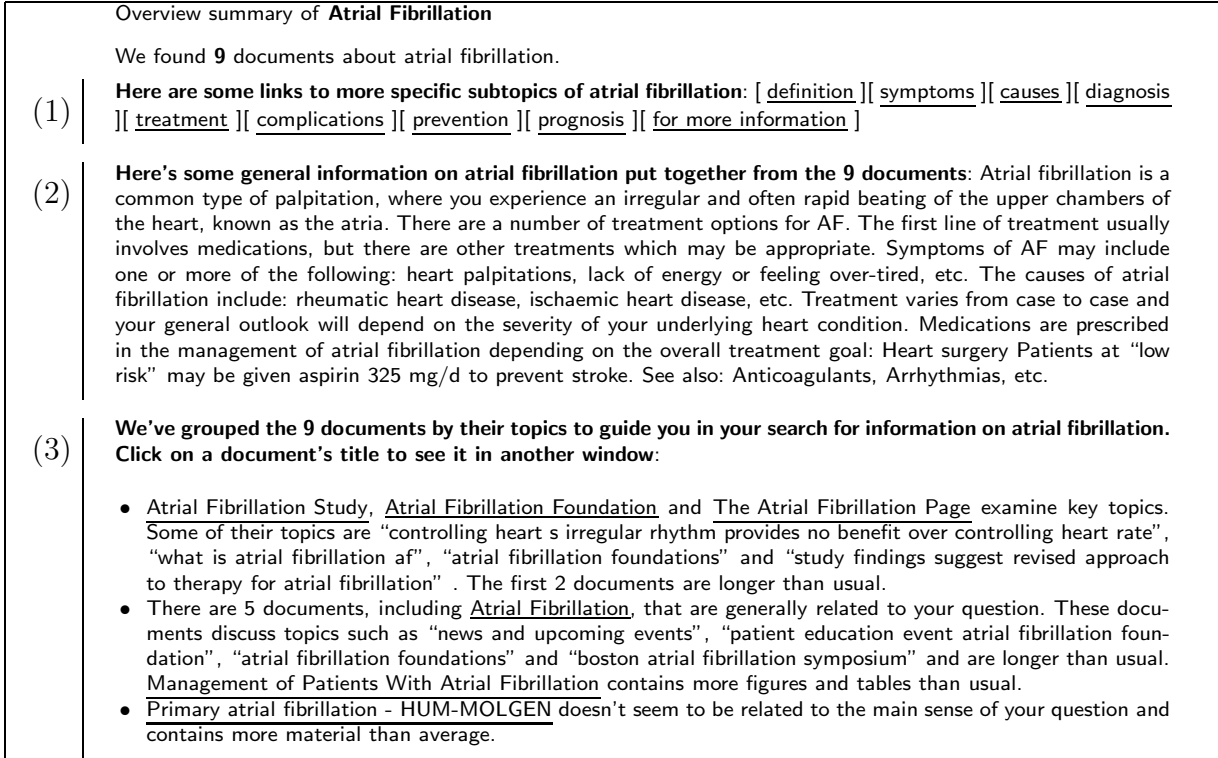 Overview summary of Atrial Fibrillation
We found 9 documents about atrial fibrillation.
(1)
Here are some links to more specific subtopics of atrial fibrillation: [ definition ][ symptoms ][ causes ][ diagnosis
][ treatment ][ complications ][ prevention ][ prognosis ][ for more information ]
(2)
Here's some general information on atrial fibrillation put together from the 9 documents: Atrial fibrillation is a
common type of palpitation, where you experience an irregular and often rapid beating of the upper chambers of
the heart, known as the atria. There are a number of treatment options for AF. The first line of treatment usually
involves medications, but there are other treatments which may be appropriate. Symptoms of AF may include
one or more of the following: heart palpitations, lack of energy or feeling over-tired, etc. The causes of atrial
fibrillation include: rheumatic heart disease, ischaemic heart disease, etc. Treatment varies from case to case and
your general outlook will depend on the severity of your underlying heart condition. Medications are prescribed
in the management of atrial fibrillation depending on the overall treatment goal: Heart surgery Patients at “low
risk” may be given aspirin 325 mg/d to prevent stroke. See also: Anticoagulants, Arrhythmias, etc.
(3)
We've grouped the 9 documents by their topics to guide you in your search for information on atrial fibrillation.
Click on a document's title to see it in another window:
• Atrial Fibrillation Study, Atrial Fibrillation Foundation and The Atrial Fibrillation Page examine key topics.
Some of their topics are “controlling heart s irregular rhythm provides no benefit over controlling heart rate”,
“what is atrial fibrillation af”, “atrial fibrillation foundations” and “study findings suggest revised approach
to therapy for atrial fibrillation” . The first 2 documents are longer than usual.
• There are 5 documents, including Atrial Fibrillation, that are generally related to your question. These docu-
ments discuss topics such as “news and upcoming events”, “patient education event atrial fibrillation foun-
dation”, “atrial fibrillation foundations” and “boston atrial fibrillation symposium” and are longer than usual.
Management of Patients With Atrial Fibrillation contains more figures and tables than usual.
• Primary atrial fibrillation - HUM-MOLGEN doesn't seem to be related to the main sense of your question and
contains more material than average.